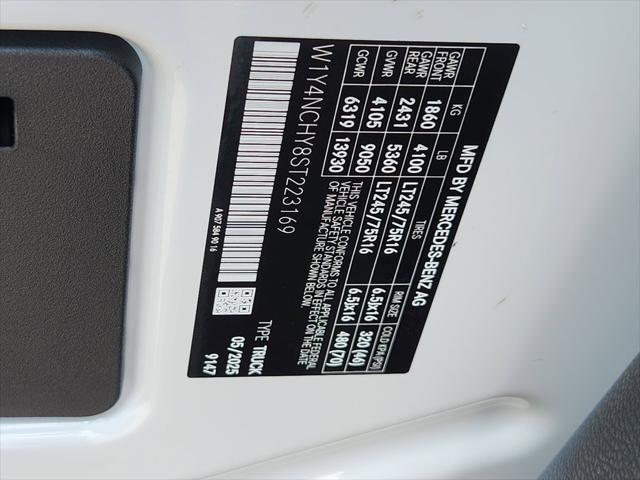 MFD BY MERCEDES-BENZ AG
KG LB TIRES RIM SIZE COLD KPA (PSI)
GAWR FRONT 1860 4100 LT245/75R16 6.5Jx16 320(46)
GAWR REAR 2431 5360 LT245/75R16 6.5Jx16 480(70)
GVWR 4105 9050
GCWR 6319 13930
THIS VEHICLE CONFORMS TO ALL APPLICABLE FEDERAL
VEHICLE SAFETY STANDARDS IN EFFECT ON THE DATE
OF MANUFACTURE SHOWN BELOW.
W1Y4NCHY8ST223169
TYPE TRUCK
05/2025
9147
A 907 584 90 16